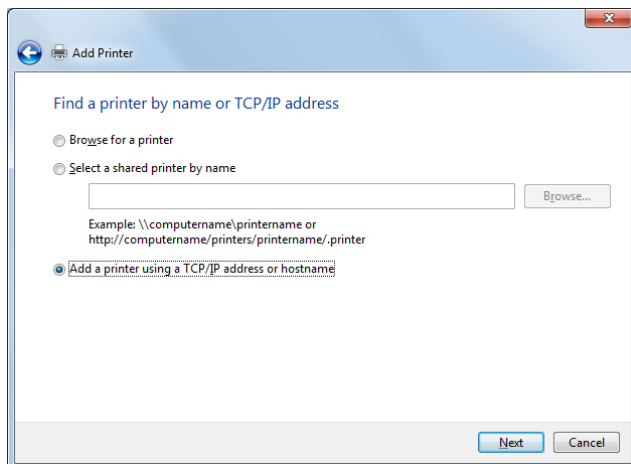 Add Printer
Find a printer by name or TCP/IP address
Browse for a printer
Select a shared printer by name
Browse...
Example: \\computername\printername or
http://computername/printers/printername/.printer
Add a printer using a TCP/IP address or hostname
Next Cancel